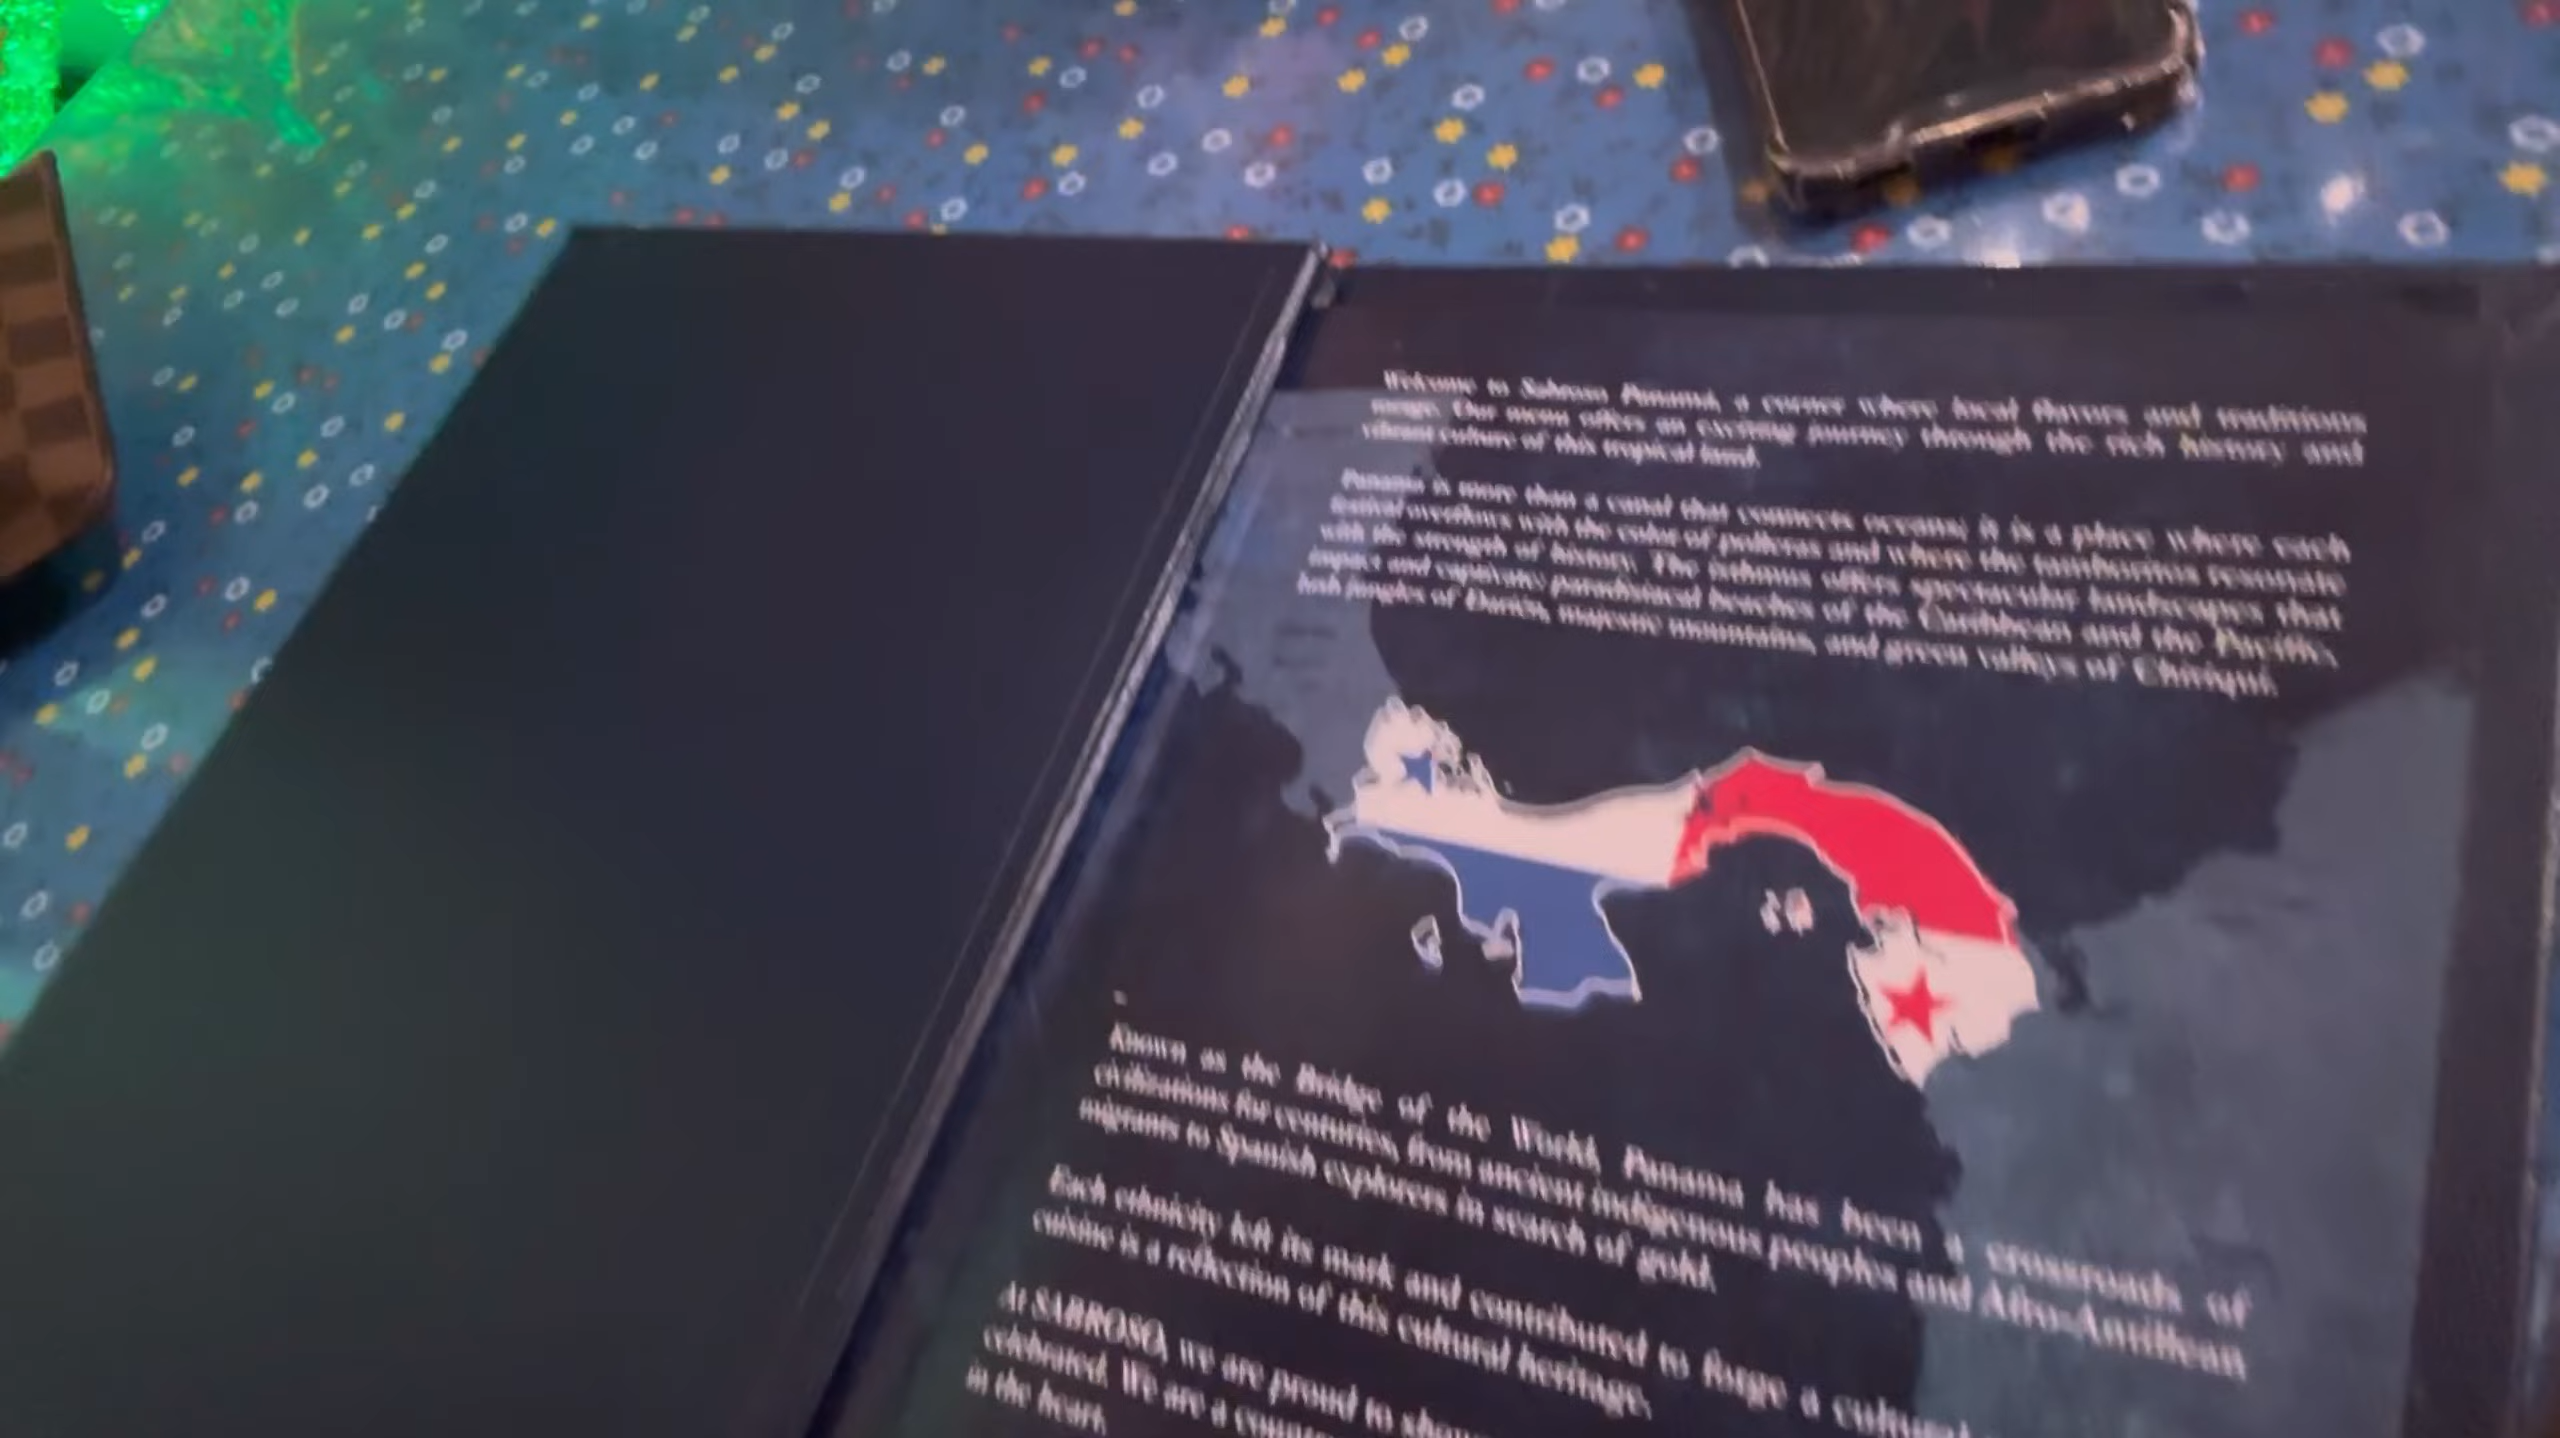 Welcome to Sabroso Panamá, a corner where local flavors and traditions
merge. Our menu offers an exciting journey through the rich history and
vibrant culture of this tropical land.
Panama is more than a canal that connects oceans; it is a place where each
festival overflows with the color of polleras and where the tamboritos resonate
with the strength of history. The isthmus offers spectacular landscapes that
impact and captivate: paradisiacal beaches of the Caribbean and the Pacific,
lush jungles of Darién, majestic mountains, and green valleys of Chiriquí.
Known as the Bridge of the World, Panama has been a crossroads of
civilizations for centuries, from ancient indigenous peoples and Afro-Antillean
migrants to Spanish explorers in search of gold.
Each ethnicity left its mark and contributed to forge a cultural
cuisine is a reflection of this cultural heritage.
At SABROSO, we are proud to show
celebrated. We are a
in the heart.